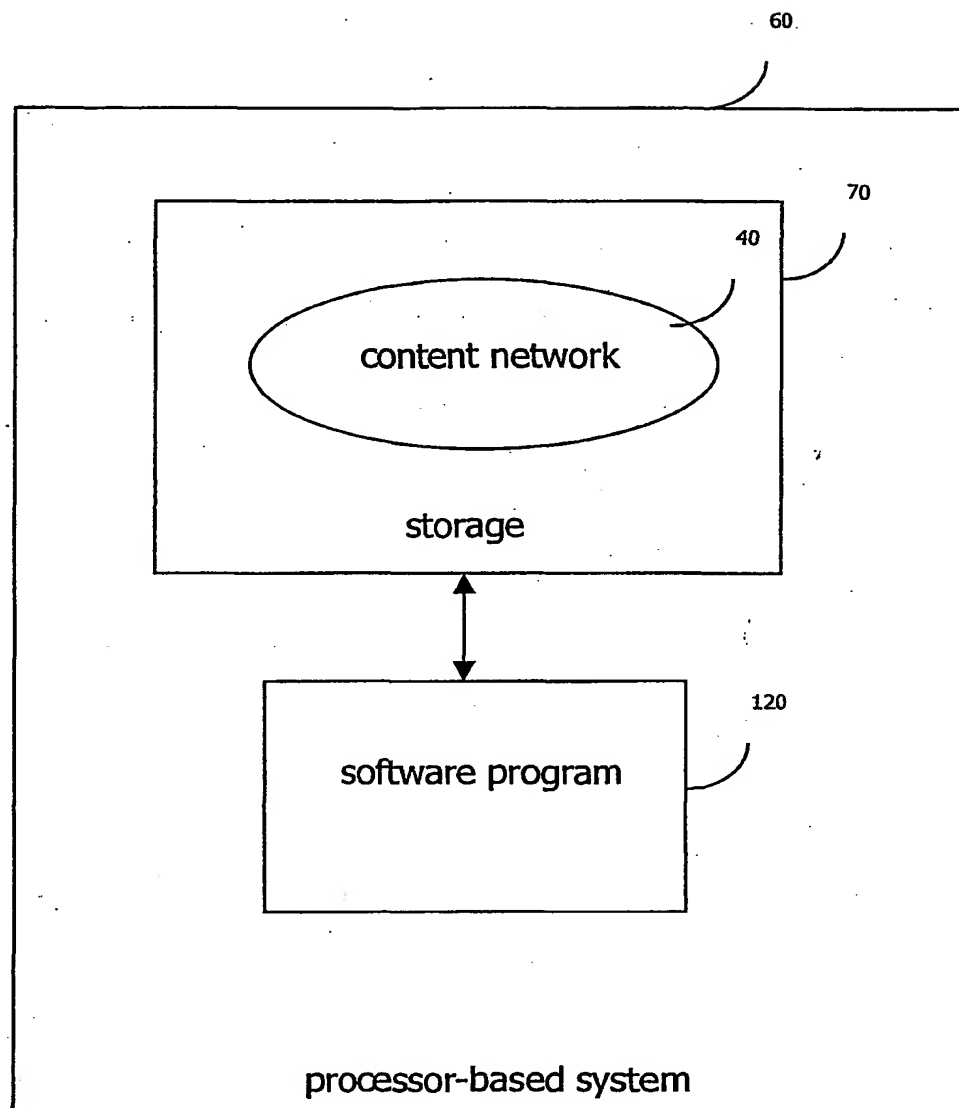 60
70
40
content network
storage
120
software program
processor-based system